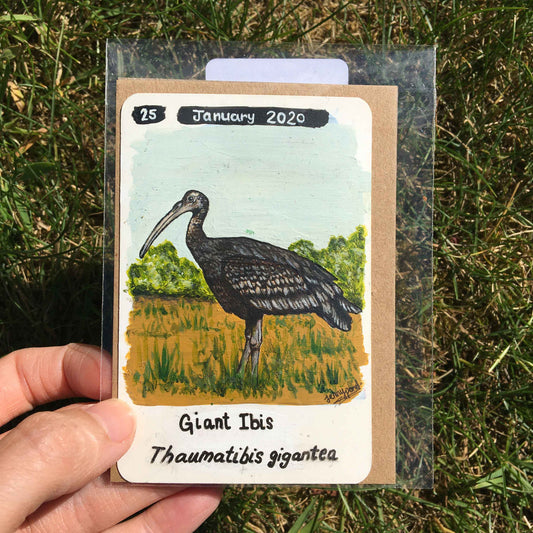 25 January 2020
Giant Ibis
Thaumatibis gigantea